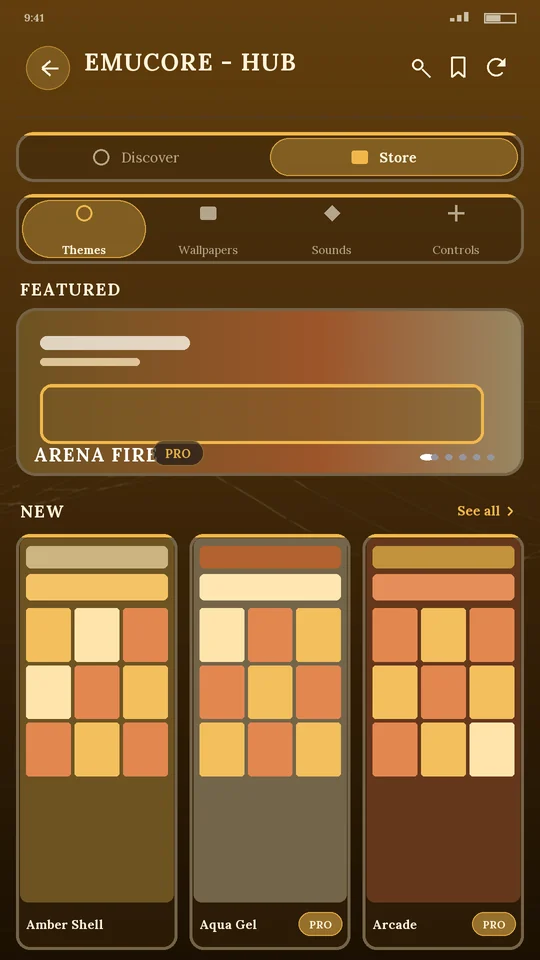 9:41
EMUCORE - HUB
Discover
Store
Themes
Wallpapers
Sounds
Controls
FEATURED
ARENA FIRE
PRO
NEW
See all
Amber Shell
Aqua Gel
PRO
Arcade
PRO